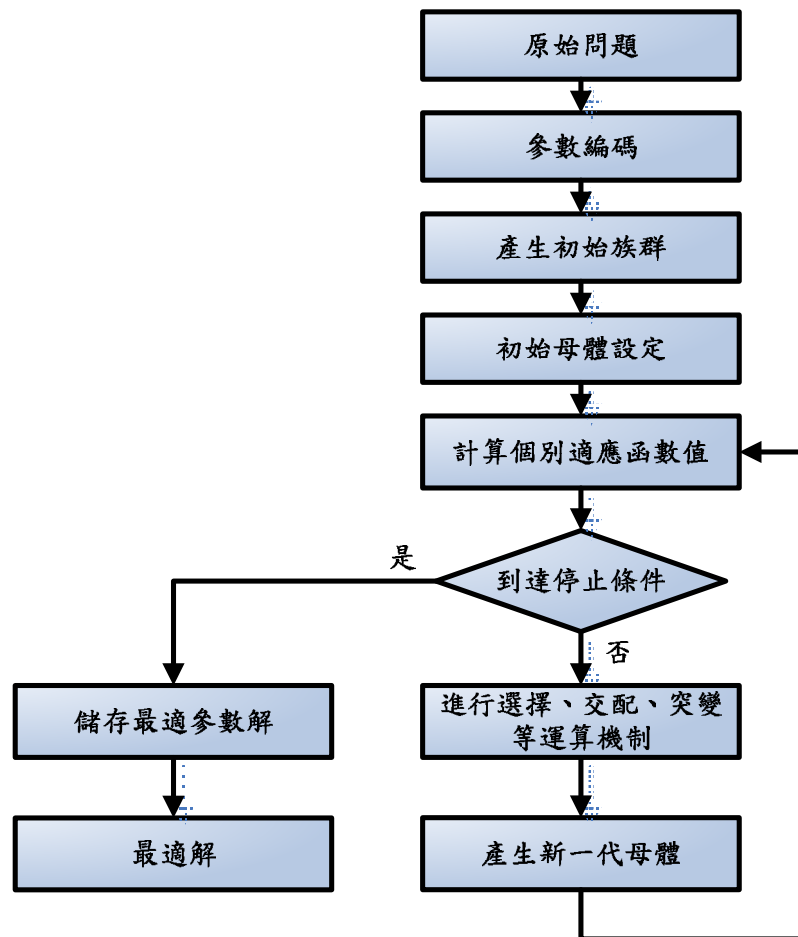 原始問題
參數編碼
產生初始族群
初始母體設定
計算個別適應函數值
是
到達停止條件
否
儲存最適參數解
進行選擇、交配、突變
等運算機制
最適解
產生新一代母體